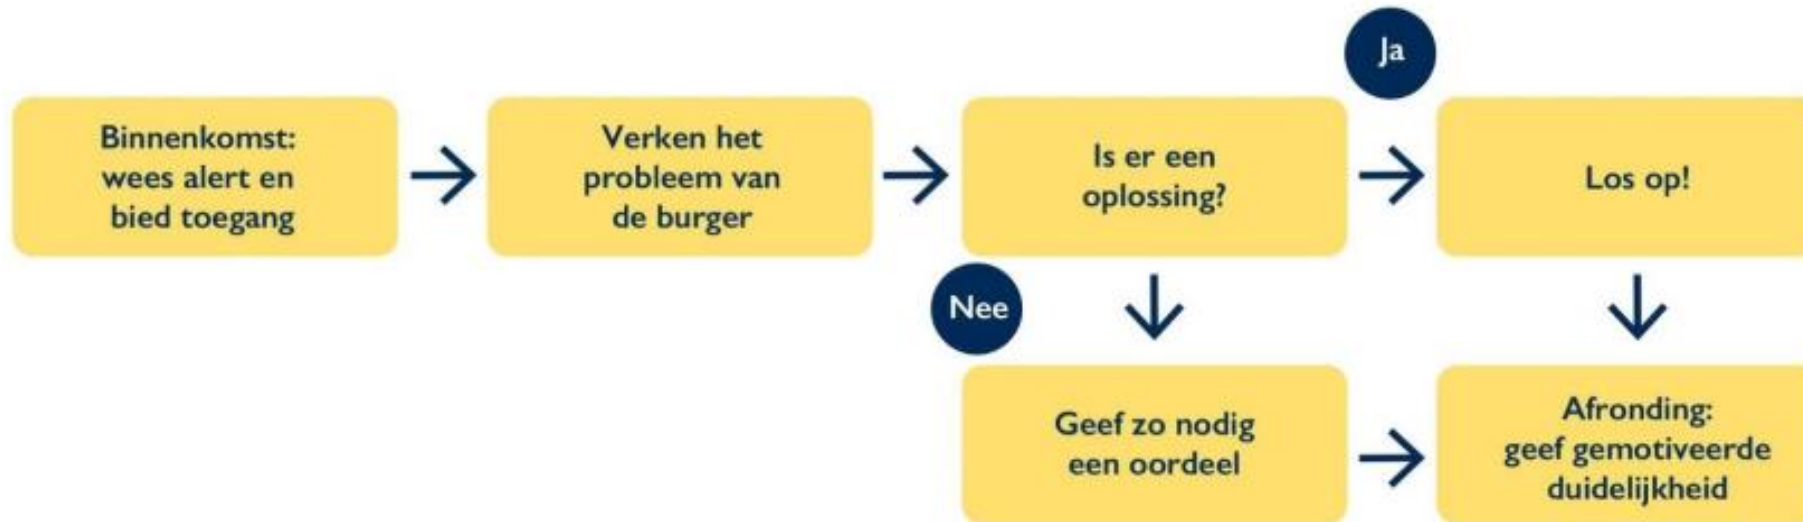 Ja
Binnenkomst:
wees alert en
bied toegang
Verken het
probleem van
de burger
Is er een
oplossing?
Los op!
Nee
Geef zo nodig
een oordeel
Afronding:
geef gemotiveerde
duidelijkheid